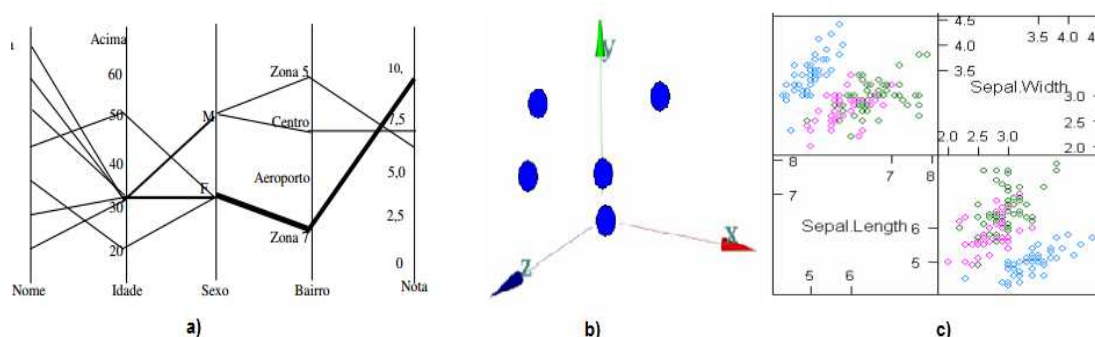 Acima
60
50
40
30
20
M
F
Zona 5
Centro
Aeroporto
Zona 7
10,
7,5
5,0
2,5
0
Nome Idade Sexo Bairro Nota
a)
y
x
z
b)
4.5
4.0
3.5
3.5 4.0
Sepal.Width
3.0
2.5
2.0
2.0 3.0
8
7
7 8
Sepal.Length
6
5
5 6
c)